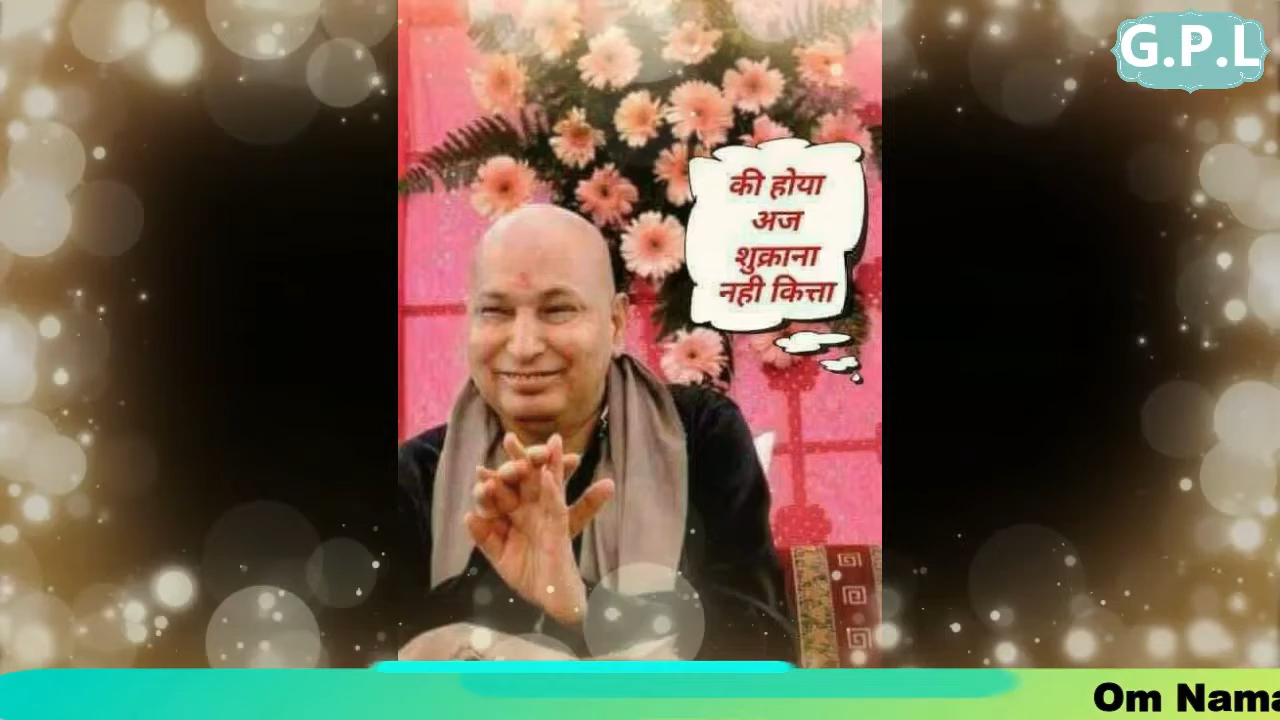 G.P.L
की होया
अज
शुक्राना
नही कित्ता
Om Nama